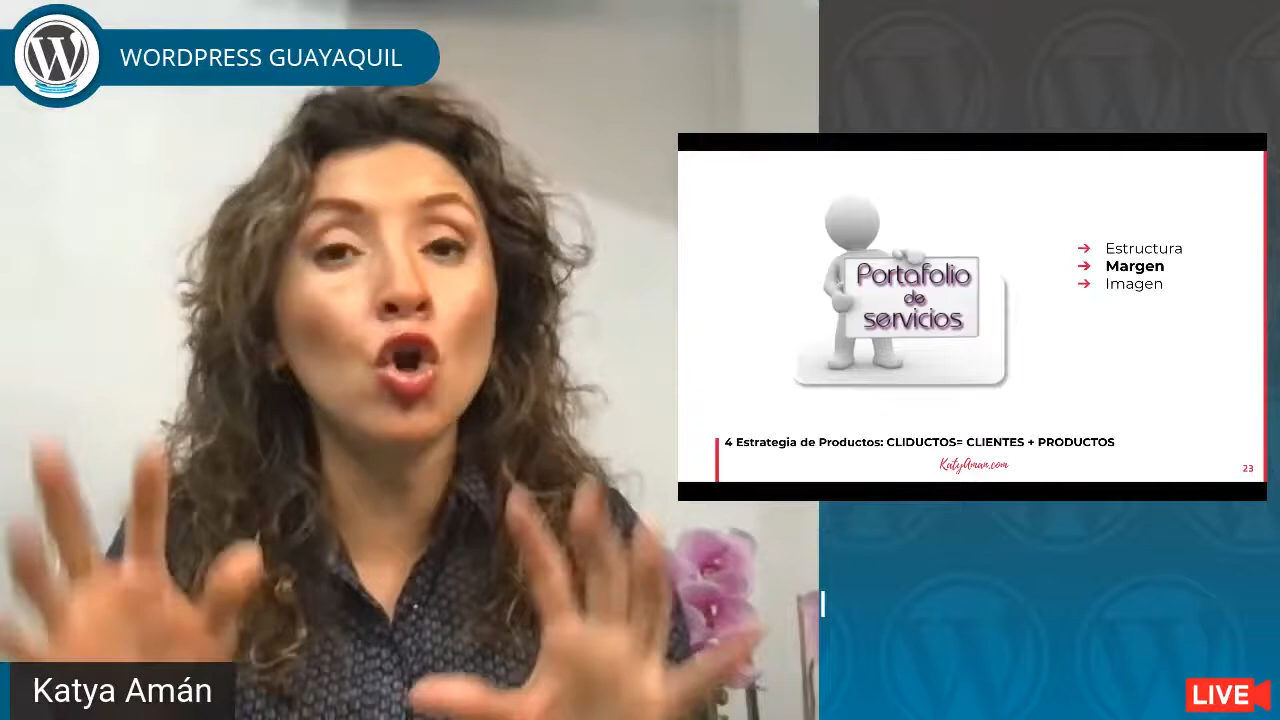 WORDPRESS GUAYAQUIL
Portafolio
de
servicios
➔ Estructura
➔ Margen
➔ Imagen
4 Estrategia de Productos: CLIDUCTOS= CLIENTES + PRODUCTOS
KatyAman.com
23
Katya Amán
LIVE